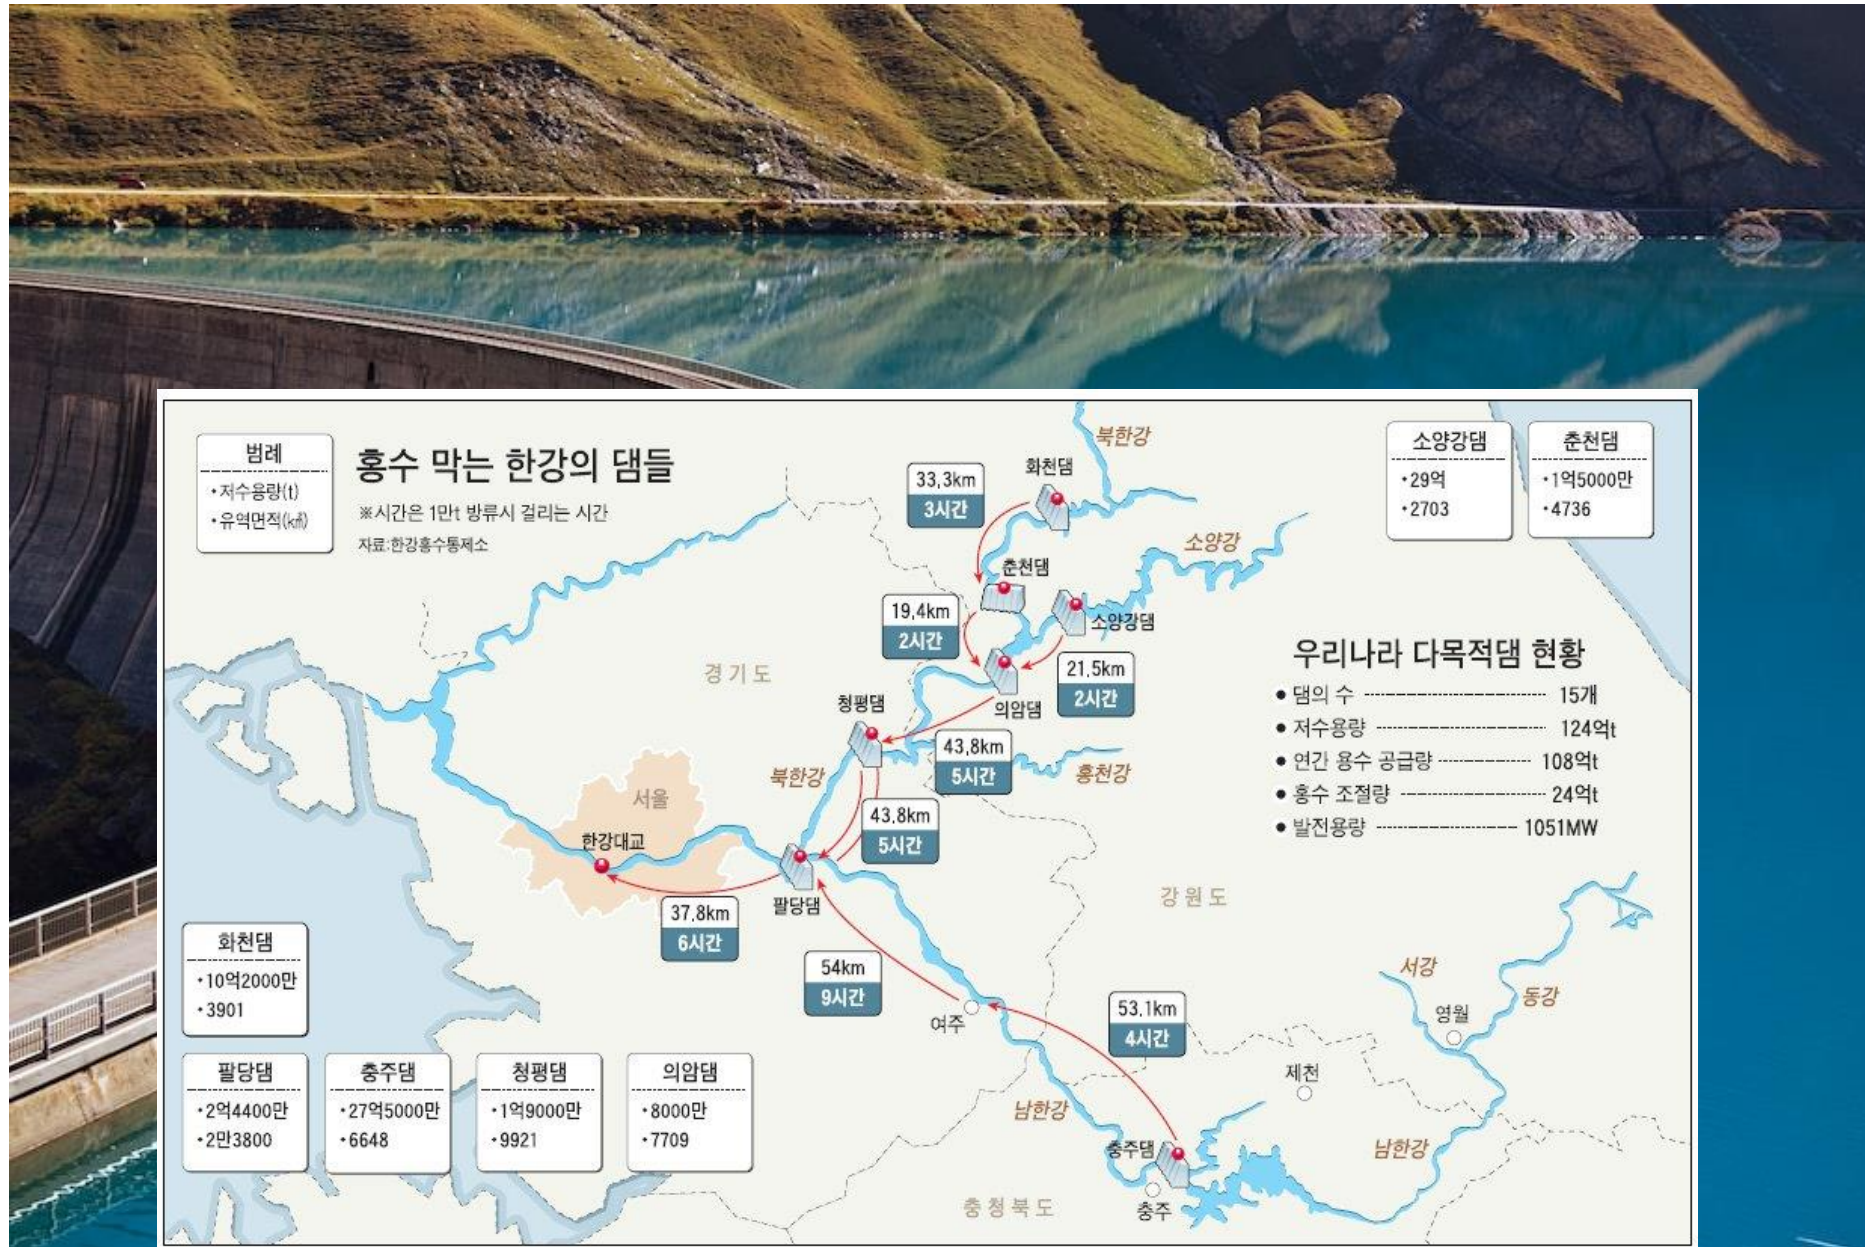 범례
•저수용량(t)
•유역면적(㎢)
홍수 막는 한강의 댐들
※시간은 1만t 방류시 걸리는 시간
자료:한강홍수통제소
북한강
화천댐
33.3km
3시간
소양강댐
•29억
•2703
춘천댐
•1억5000만
•4736
소양강
춘천댐
19.4km
2시간
소양강댐
21.5km
2시간
의암댐
경기도
청평댐
43.8km
5시간
홍천강
북한강
43.8km
5시간
우리나라 다목적댐 현황
● 댐의 수 15개
● 저수용량 124억t
● 연간 용수 공급량 108억t
● 홍수 조절량 24억t
● 발전용량 1051MW
서울
한강대교
팔당댐
37.8km
6시간
강원도
54km
9시간
여주
53.1km
4시간
서강
동강
영월
제천
남한강
남한강
충주댐
충주
충청북도
화천댐
•10억2000만
•3901
팔당댐
•2억4400만
•2만3800
충주댐
•27억5000만
•6648
청평댐
•1억9000만
•9921
의암댐
•8000만
•7709